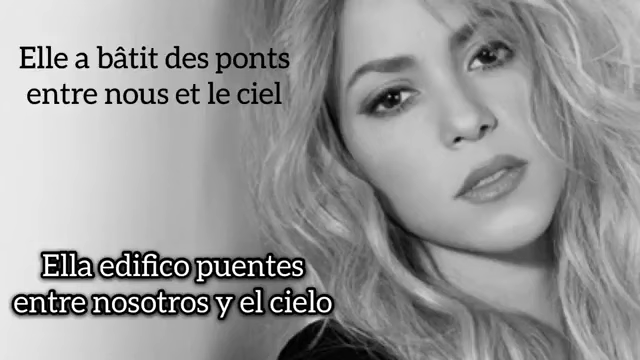 Elle a bâtit des ponts
entre nous et le ciel
Ella edifico puentes
entre nosotros y el cielo